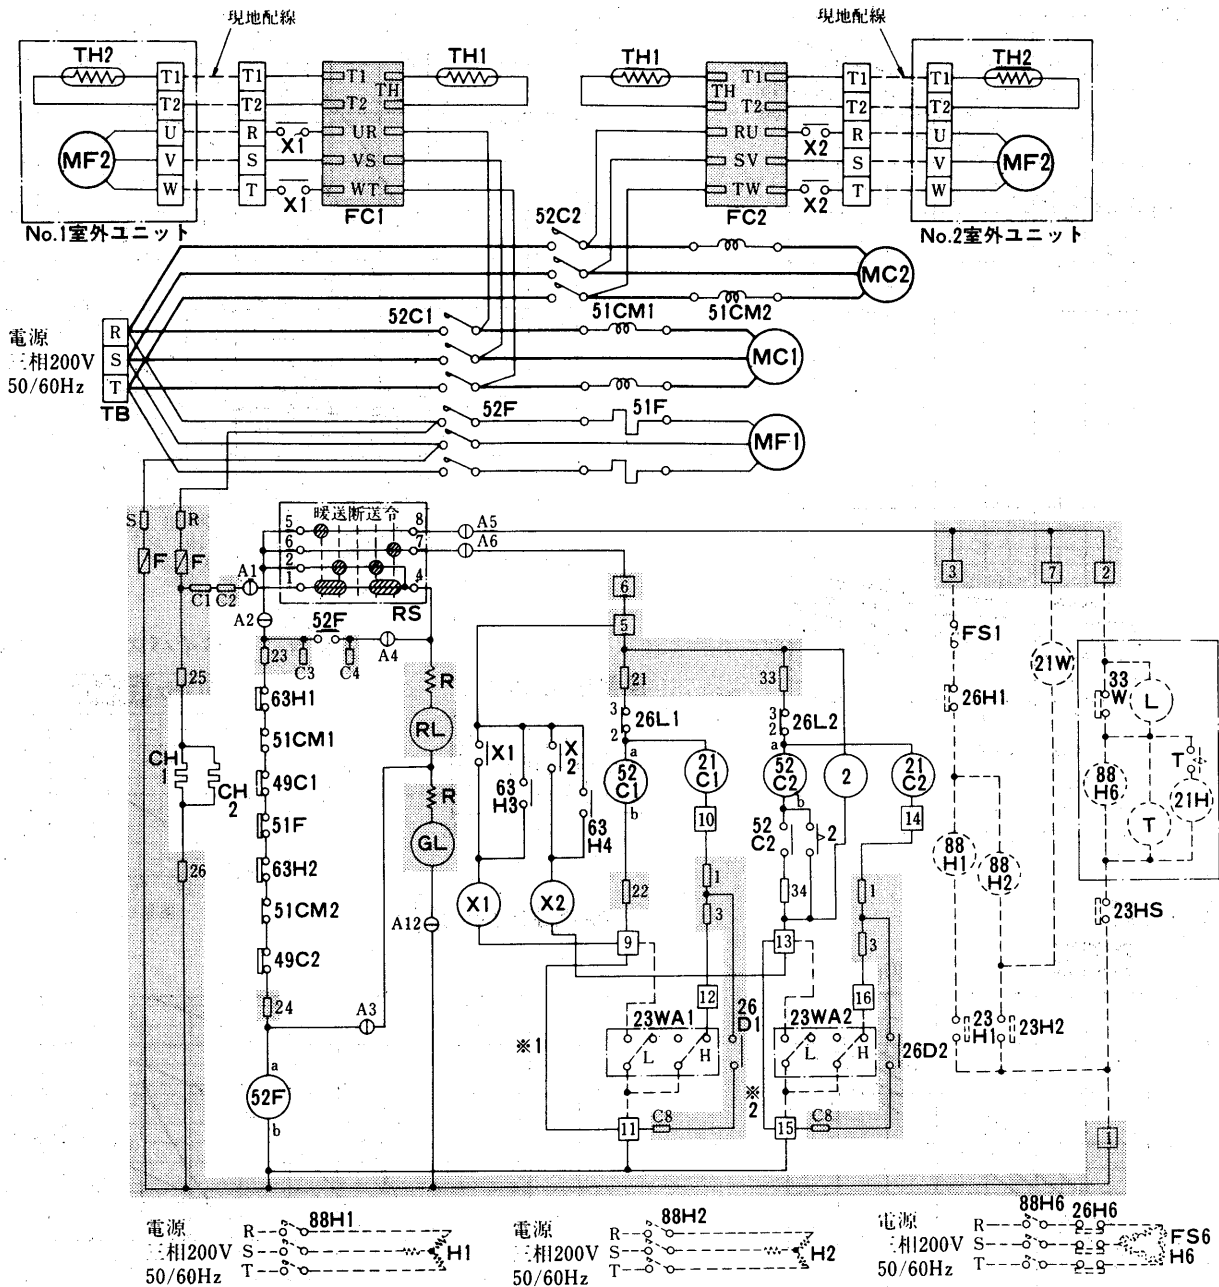 現地配線
現地配線
TH2
TH1
TH1
TH2
T1
T1
T1
TH
T1
TH
T1
T1
T2
T2
T2
T2
T2
T2
MF2
U
R
X1
UR
RU
X2
R
U
MF2
V
S
VS
SV
S
V
W
T
X1
WT
TW
X2
T
W
FC1
FC2
No.1室外ユニット
No.2室外ユニット
52C2
MC2
51CM1
51CM2
52C1
電源
三相200V
50/60Hz
R
S
T
TB
MC1
52F
51F
MF1
S
R
F
F
暖送断送冷
5
8
6
7
2
1
4
RS
A5
A6
A1
C1
C2
A2
52F
A4
23
C3
C4
25
6
5
3
7
2
21
33
FS1
21W
26H1
33
W
L
R
RL
R
GL
63H1
51CM1
49C1
51F
63H2
51CM2
49C2
24
A3
A12
CH
1
CH
2
26
X1
X
2
63
H3
63
H4
X1
X2
3
2
26L1
3
2
26L2
a
52
C1
b
21
C1
10
a
52
C2
b
2
21
C2
14
52
C2
2
1
3
34
1
3
22
9
13
12
16
88
H6
T
21H
T
88
H1
88
H2
23HS
23WA1
L
H
26
D1
23WA2
L
H
26D2
23
H1
23H2
※1
※
2
11
C8
15
C8
1
a
52F
b
電源
三相200V
50/60Hz
R
S
T
88H1
H1
電源
三相200V
50/60Hz
R
S
T
88H2
H2
電源
三相200V
50/60Hz
R
S
T
88H6
26H6
FS6
H6